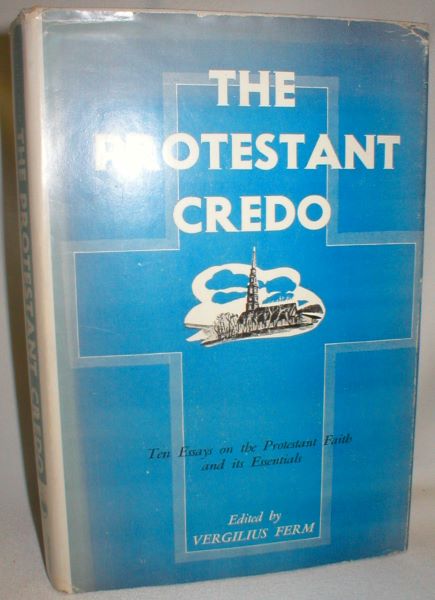 THE
PROTESTANT
CREDO
Ten Essays on the Protestant Faith
and its Essentials
Edited by
VERGILIUS FERM
THE PROTESTANT CREDO